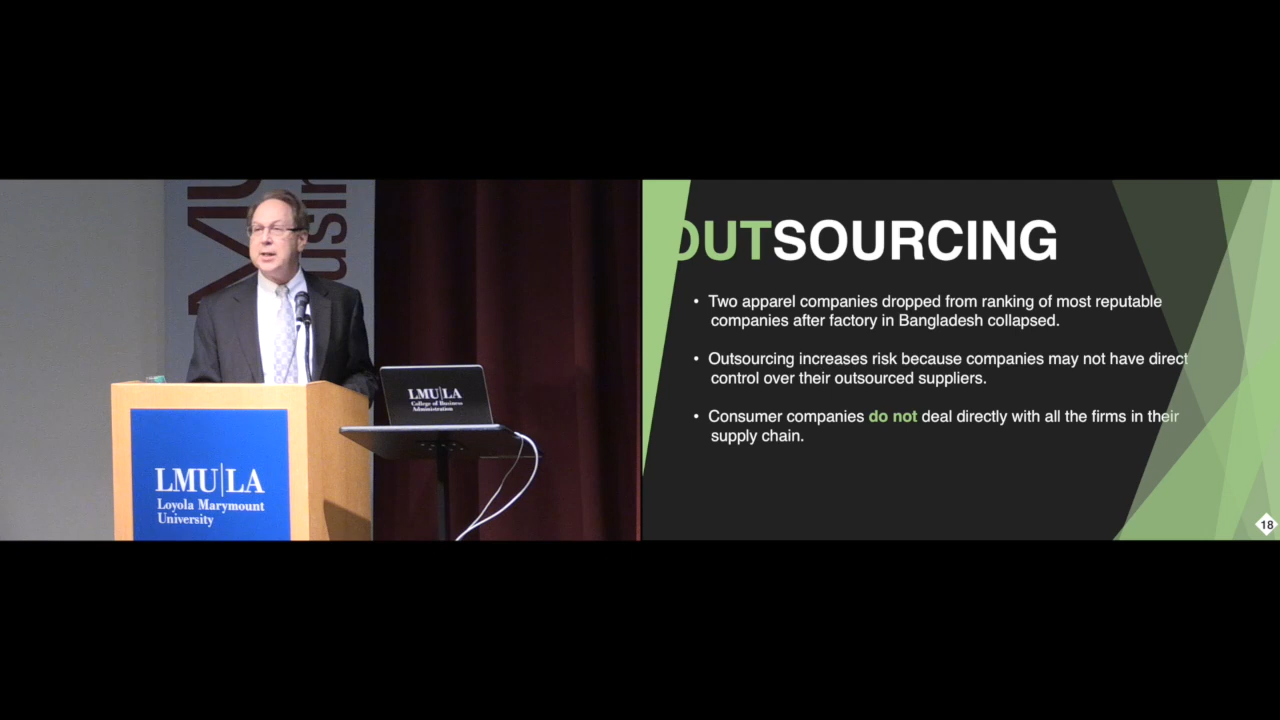 LMU
usin
LMU|LA
College of Business
Administration
LMU|LA
Loyola Marymount
University
OUTSOURCING
• Two apparel companies dropped from ranking of most reputable
companies after factory in Bangladesh collapsed.
• Outsourcing increases risk because companies may not have direct
control over their outsourced suppliers.
• Consumer companies do not deal directly with all the firms in their
supply chain.
18